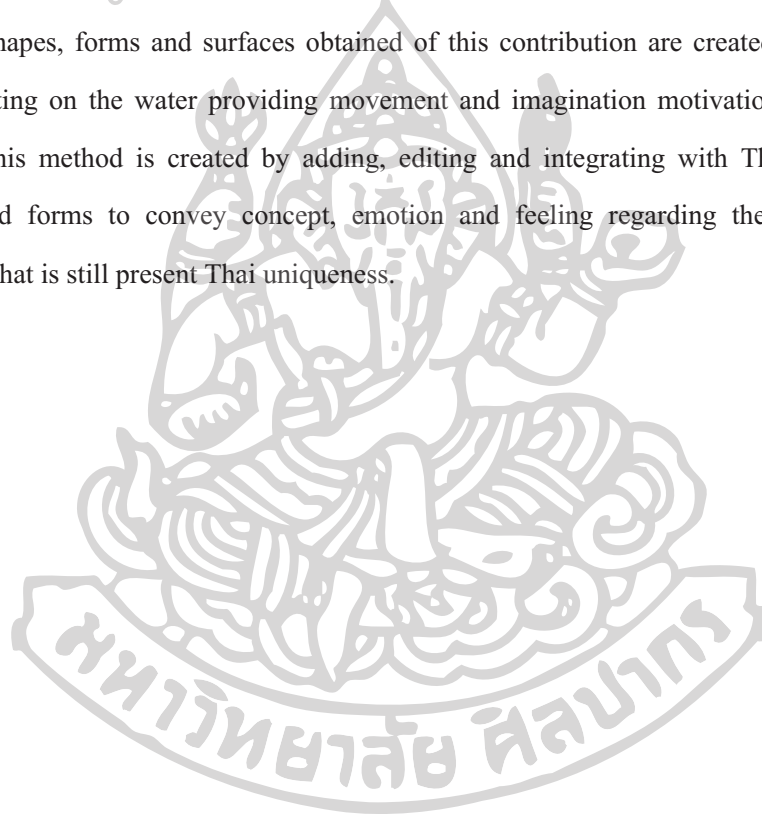 hapes, forms and surfaces obtained of this contribution are create
ting on the water providing movement and imagination motivatio
his method is created by adding, editing and integrating with Tl
d forms to convey concept, emotion and feeling regarding the
hat is still present Thai uniqueness.
มหาวิทยาลัย ศิลปากร